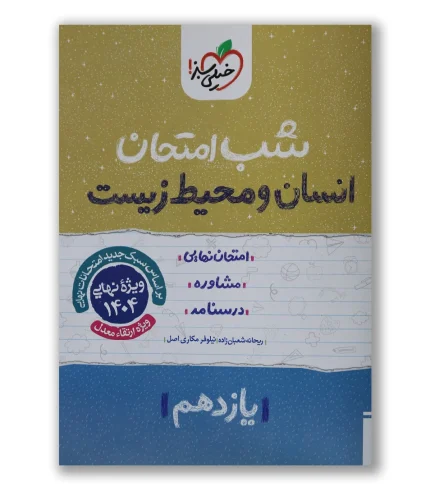 خیلی سبز!
شب امتحان
انسان و محیط زیست
امتحان نهایی
مشاوره
درسنامه
ریحانه شعبان‌زاده | نیلوفر مکاری اصل
بر اساس سبک جدید امتحانات نهایی
ویژهٔ نهایی
۱۴۰۴
ویژه ارتقاء معدل
یازدهم